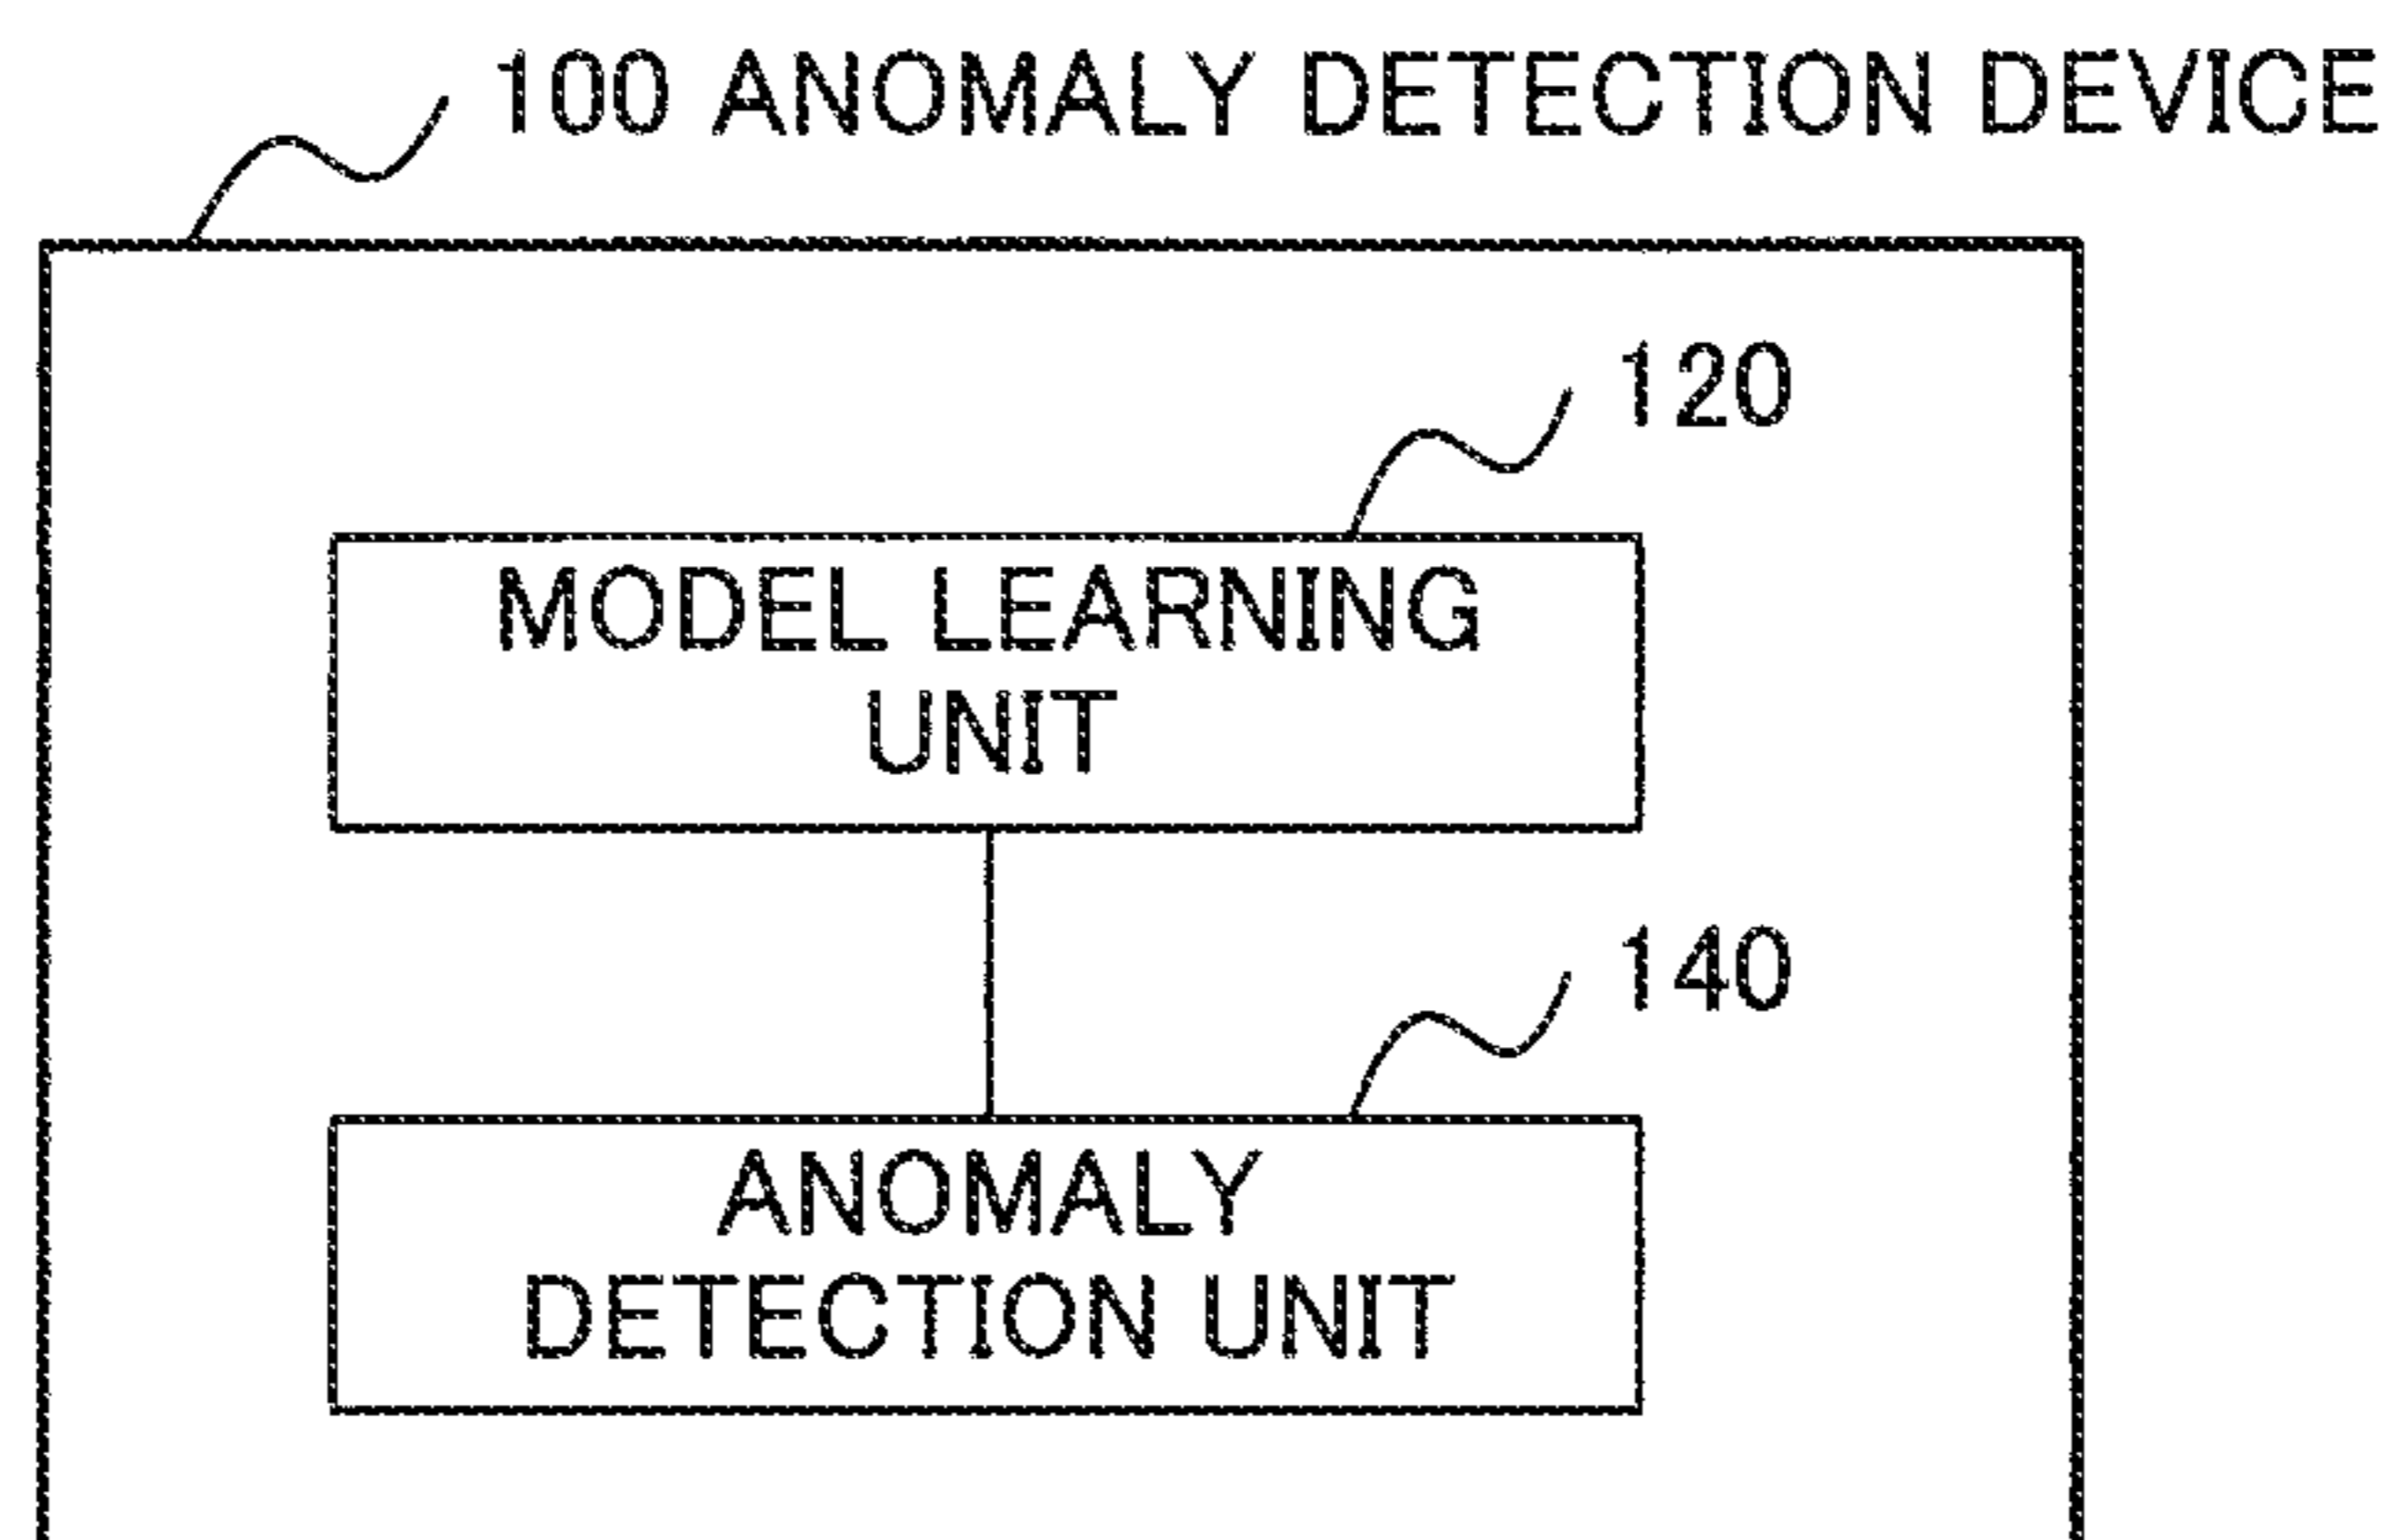 100 ANOMALY DETECTION DEVICE
120
MODEL LEARNING
UNIT
140
ANOMALY
DETECTION UNIT